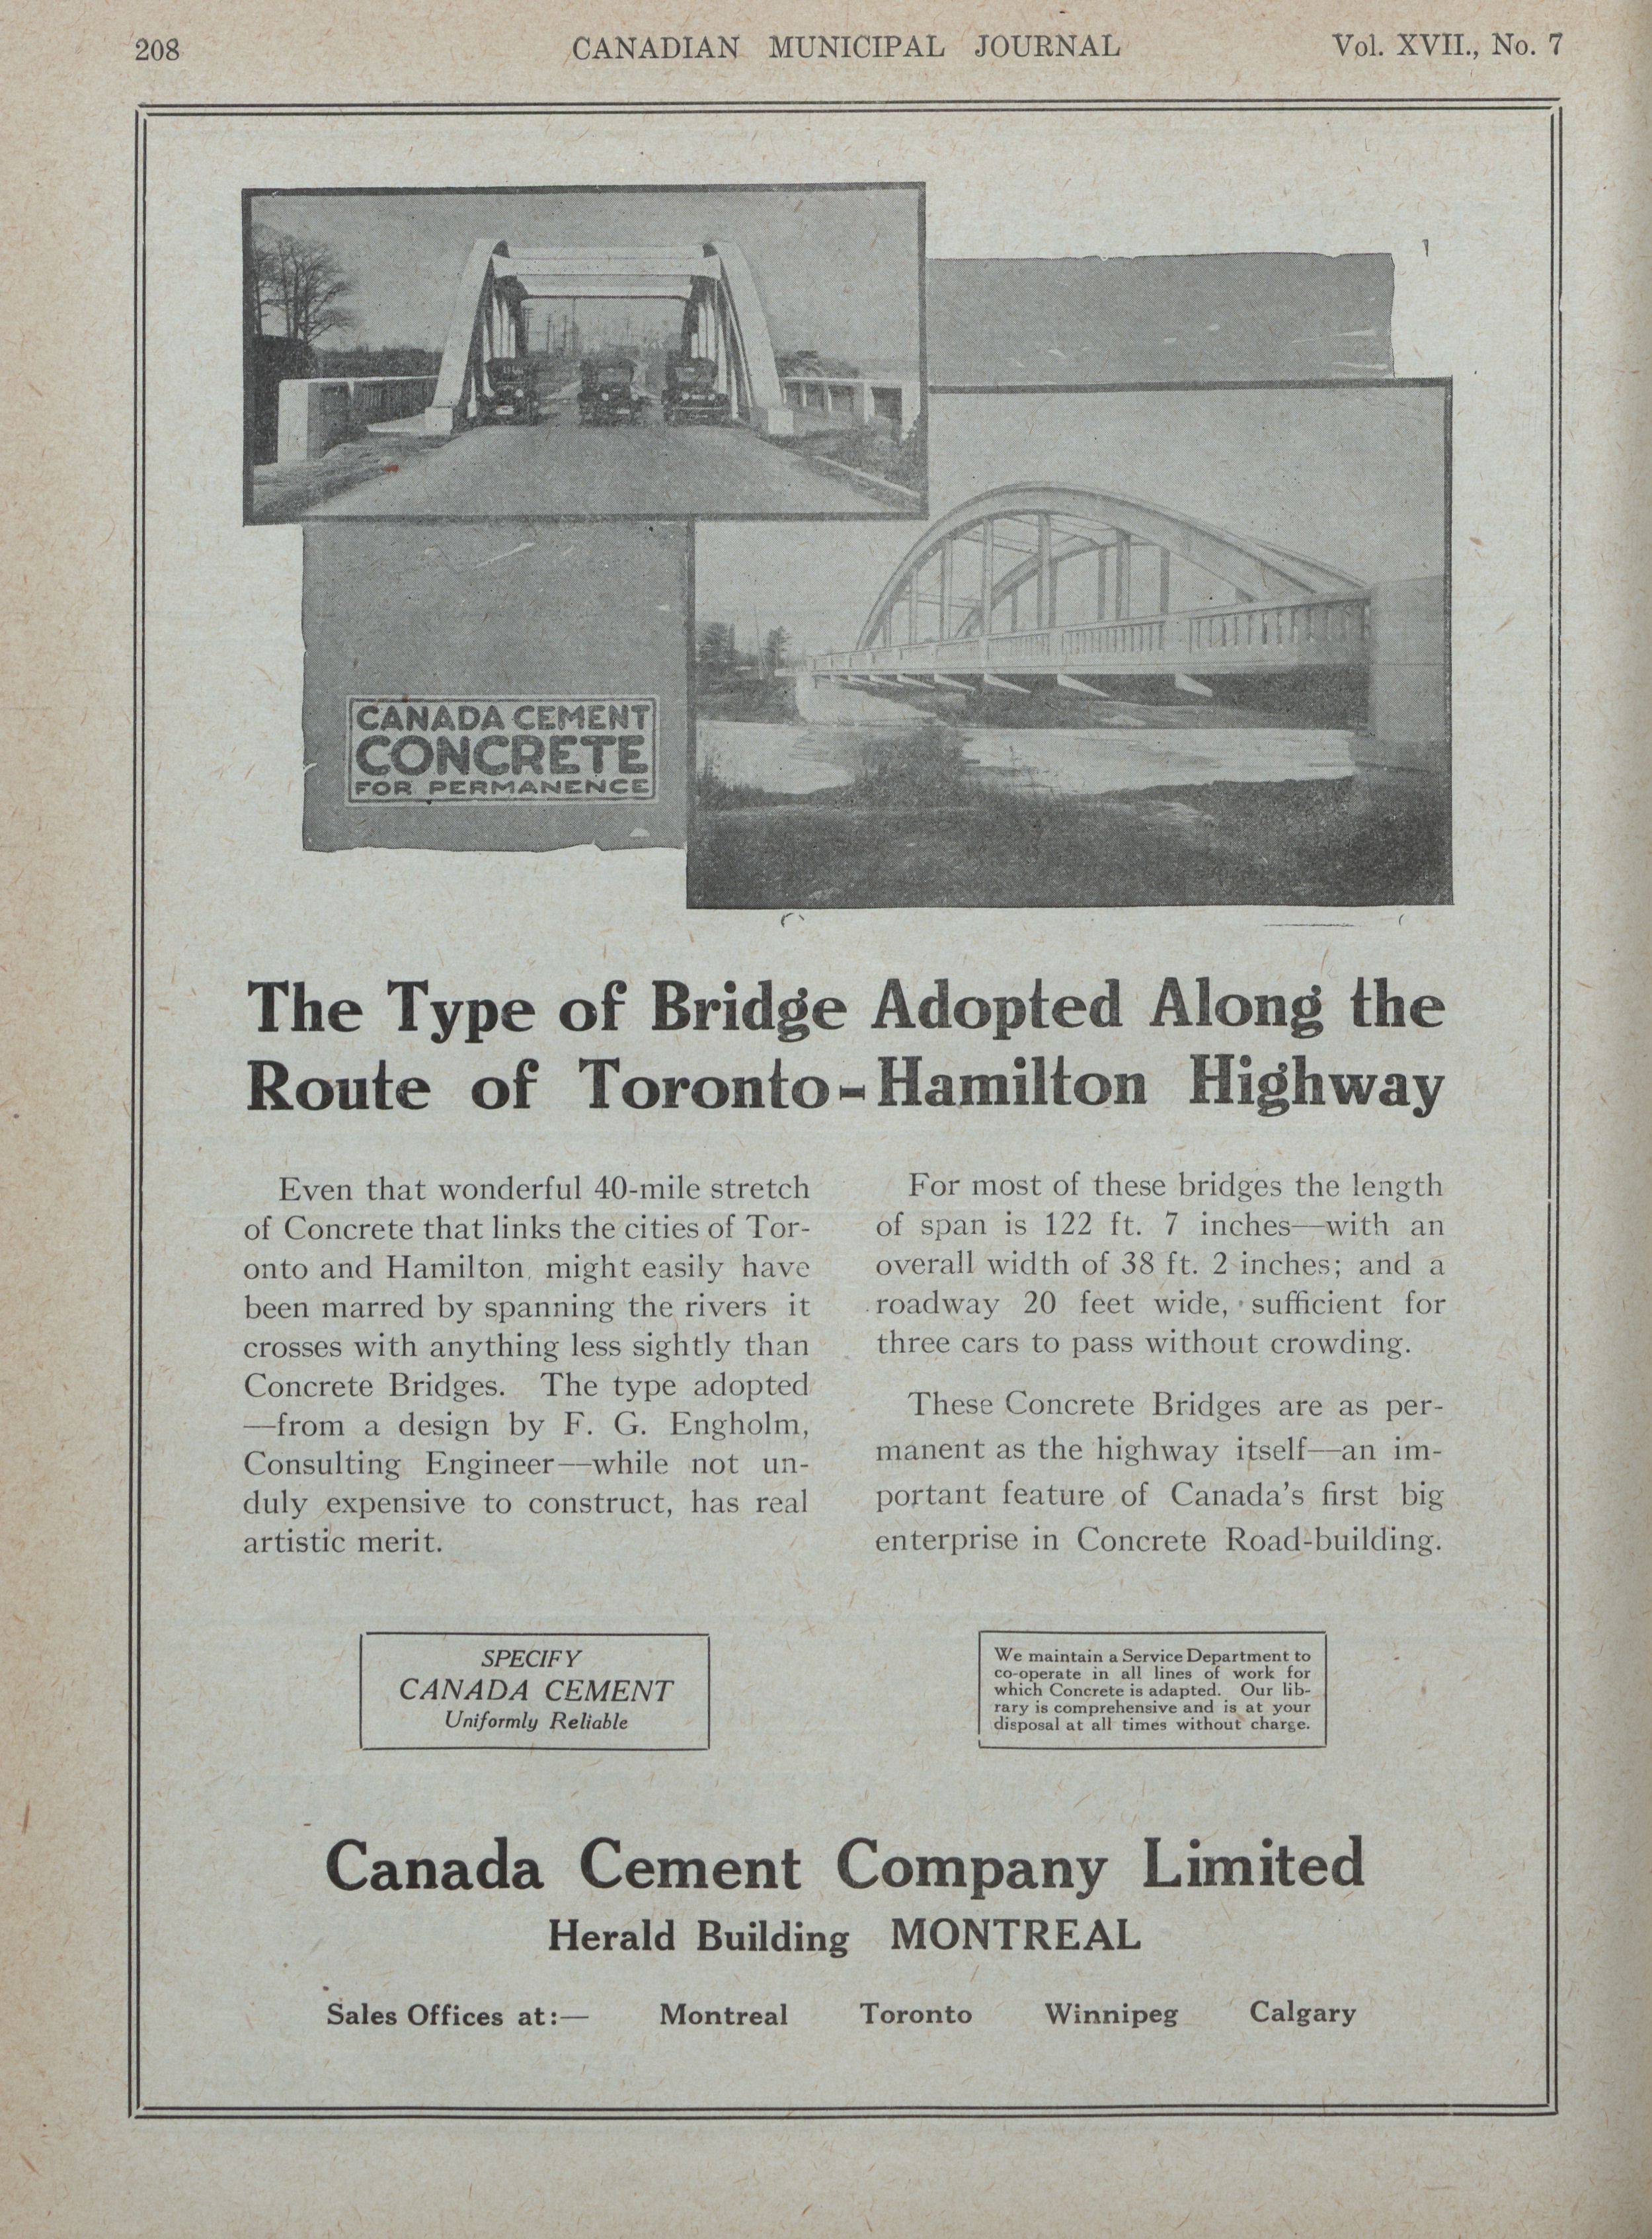 208 CANADIAN MUNICIPAL JOURNAL Vol. XVII., No. 7
CANADA CEMENT
CONCRETE
FOR PERMANENCE
The Type of Bridge Adopted Along the
Route of Toronto-Hamilton Highway
Even that wonderful 40-mile stretch
of Concrete that links the cities of Tor-
onto and Hamilton, might easily have
been marred by spanning the rivers it
crosses with anything less sightly than
Concrete Bridges. The type adopted
—from a design by F. G. Engholm,
Consulting Engineer—while not un-
duly expensive to construct, has real
artistic merit.
For most of these bridges the length
of span is 122 ft. 7 inches—with an
overall width of 38 ft. 2 inches; and a
roadway 20 feet wide, sufficient for
three cars to pass without crowding.
These Concrete Bridges are as per-
manent as the highway itself—an im-
portant feature of Canada's first big
enterprise in Concrete Road-building.
SPECIFY
CANADA CEMENT
Uniformly Reliable
We maintain a Service Department to
co-operate in all lines of work for
which Concrete is adapted. Our lib-
rary is comprehensive and is at your
disposal at all times without charge.
Canada Cement Company Limited
Herald Building MONTREAL
Sales Offices at:— Montreal Toronto Winnipeg Calgary